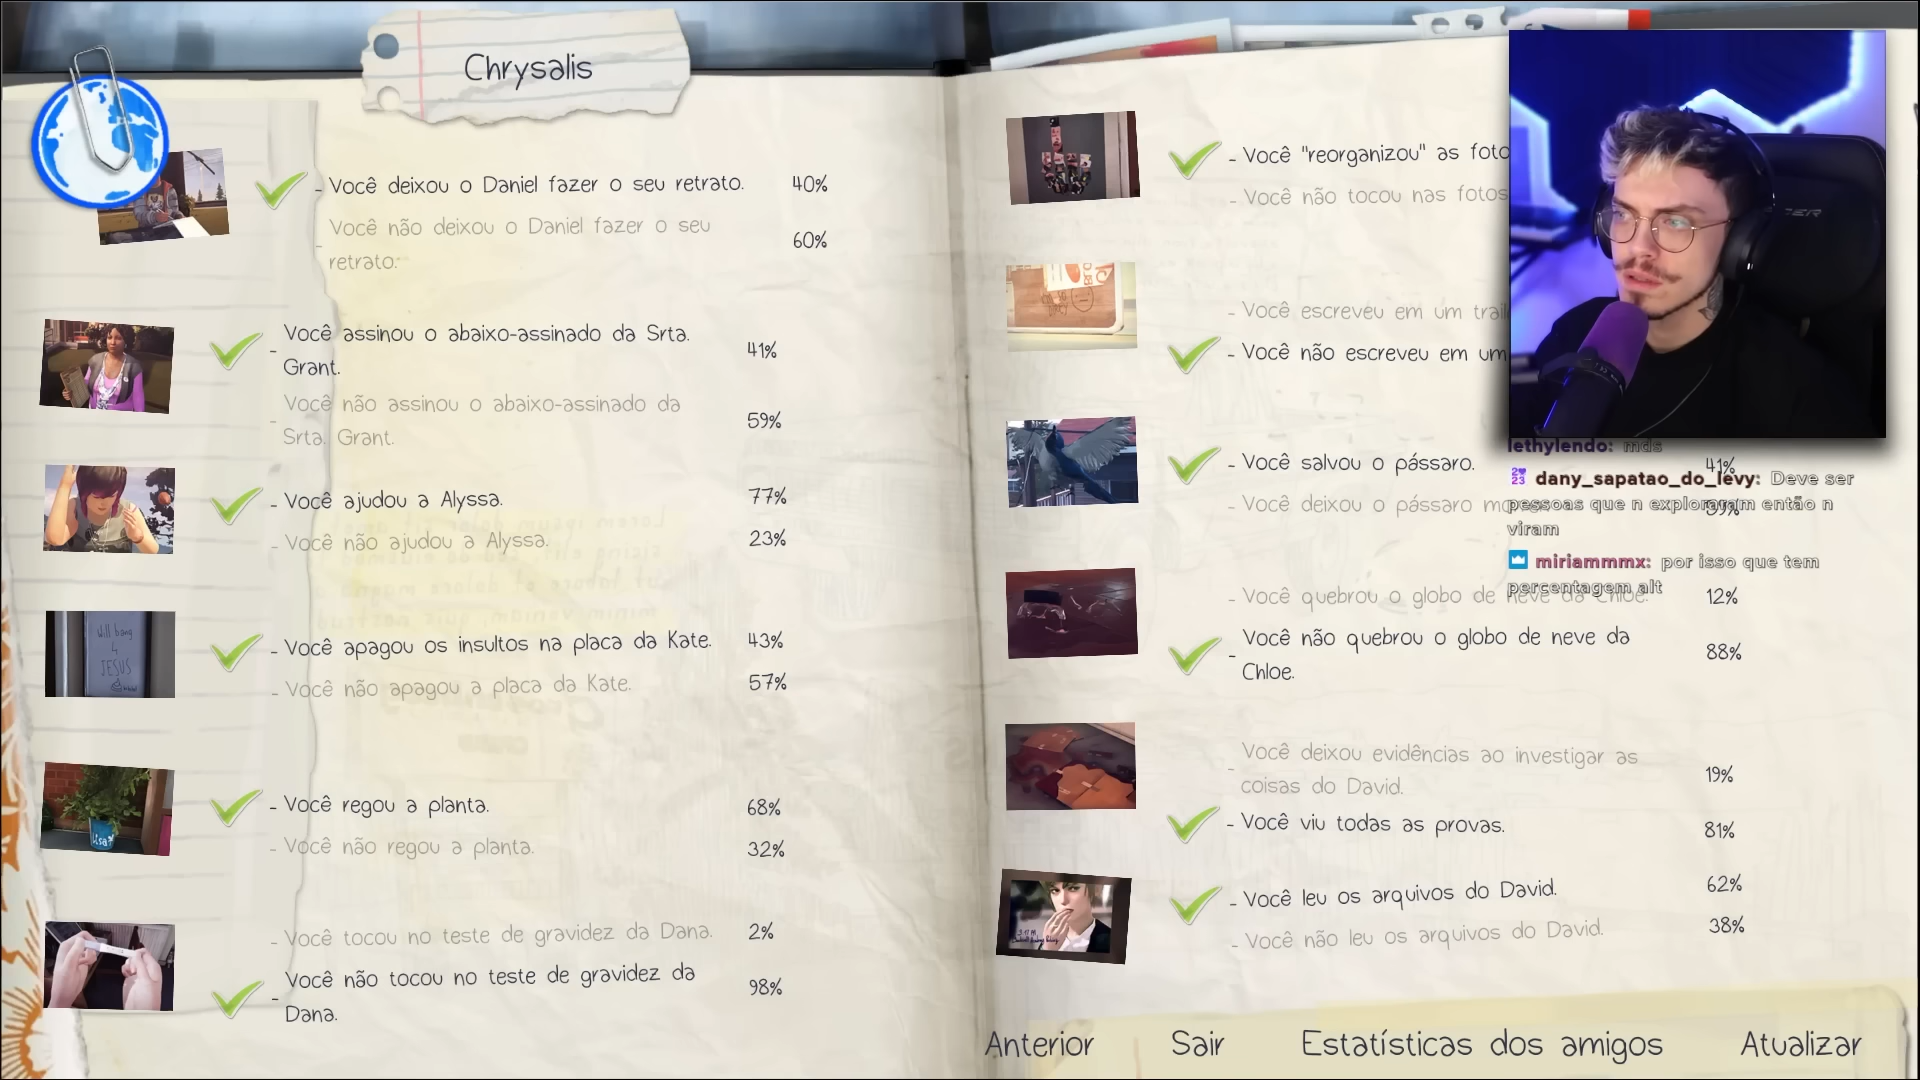 Chrysalis
- Você deixou o Daniel fazer o seu retrato. 40%
- Você não deixou o Daniel fazer o seu
retrato. 60%
- Você assinou o abaixo-assinado da Srta.
Grant. 41%
- Você não assinou o abaixo-assinado da
Srta. Grant. 59%
- Você ajudou a Alyssa. 77%
- Você não ajudou a Alyssa. 23%
will bang
4
JESUS
- Você apagou os insultos na placa da Kate. 43%
- Você não apagou a placa da Kate. 57%
lisa
- Você regou a planta. 68%
- Você não regou a planta. 32%
- Você tocou no teste de gravidez da Dana. 2%
- Você não tocou no teste de gravidez da
Dana. 98%
- Você "reorganizou" as foto
- Você não tocou nas fotos
- Você escreveu em um trail
- Você não escreveu em um
- Você salvou o pássaro. 41%
- Você deixou o pássaro 59%
- Você quebrou o globo de neve da Chloe. 12%
- Você não quebrou o globo de neve da
Chloe. 88%
- Você deixou evidências ao investigar as
coisas do David. 19%
- Você viu todas as provas. 81%
- Você leu os arquivos do David. 62%
- Você não leu os arquivos do David. 38%
lethylendo: mds
dany_sapatao_do_levy: Deve ser
pessoas que n exploraram então n
viram
miriammmx: por isso que tem
percentagem alt
Anterior Sair Estatísticas dos amigos Atualizar